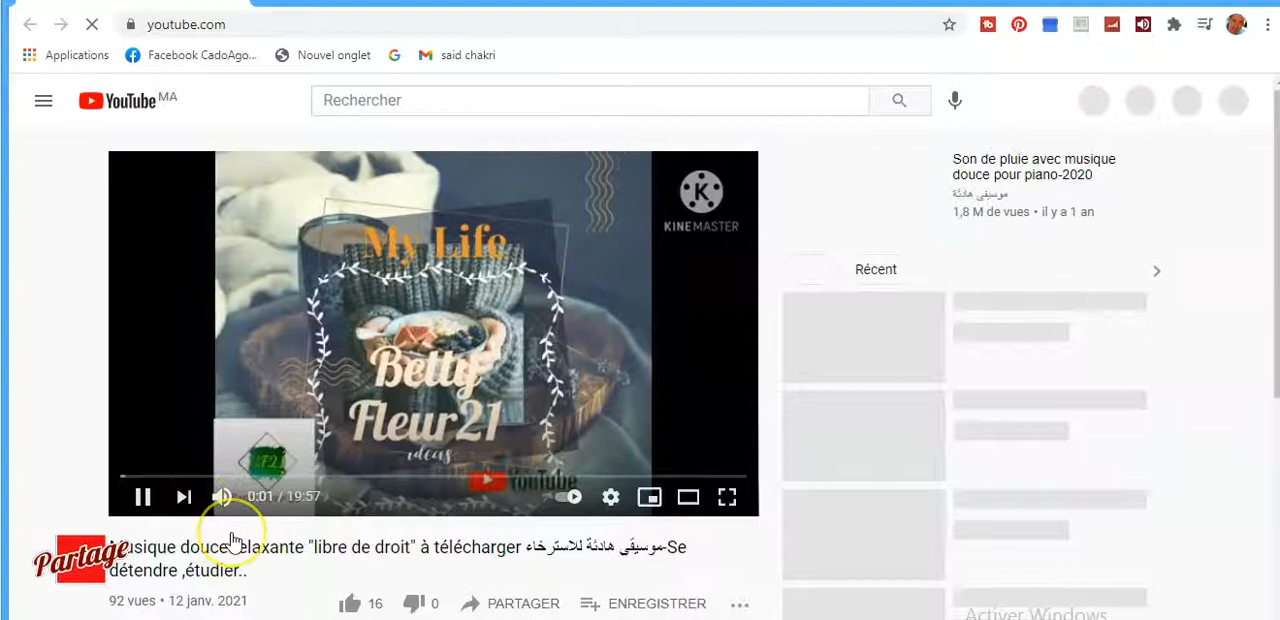 youtube.com
Applications
Facebook CadoAgo...
Nouvel onglet
said chakri
YouTube MA
Rechercher
K
KINEMASTER
My Life
Betty
Fleur21
ideas
YouTube
0:01 / 19:57
Son de pluie avec musique
douce pour piano-2020
موسيقى هادئة
1,8 M de vues • il y a 1 an
Récent
Partage
Musique douce relaxante "libre de droit" à télécharger موسيقى هادئة للاسترخاء-Se
détendre ,étudier..
92 vues • 12 janv. 2021
16
0
PARTAGER
ENREGISTRER
Activer Windows